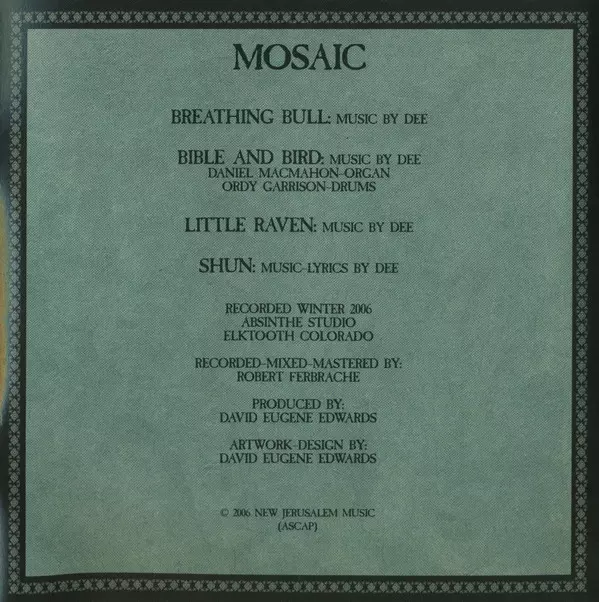 MOSAIC
BREATHING BULL: MUSIC BY DEE
BIBLE AND BIRD: MUSIC BY DEE
DANIEL MACMAHON-ORGAN
ORDY GARRISON-DRUMS
LITTLE RAVEN: MUSIC BY DEE
SHUN: MUSIC-LYRICS BY DEE
RECORDED WINTER 2006
ABSINTHE STUDIO
ELKTOOTH COLORADO
RECORDED-MIXED-MASTERED BY:
ROBERT FERBRACHE
PRODUCED BY:
DAVID EUGENE EDWARDS
ARTWORK-DESIGN BY:
DAVID EUGENE EDWARDS
© 2006 NEW JERUSALEM MUSIC
(ASCAP)